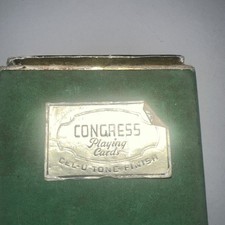 CONGRESS
Playing
Cards
CEL-U-TONE FINISH